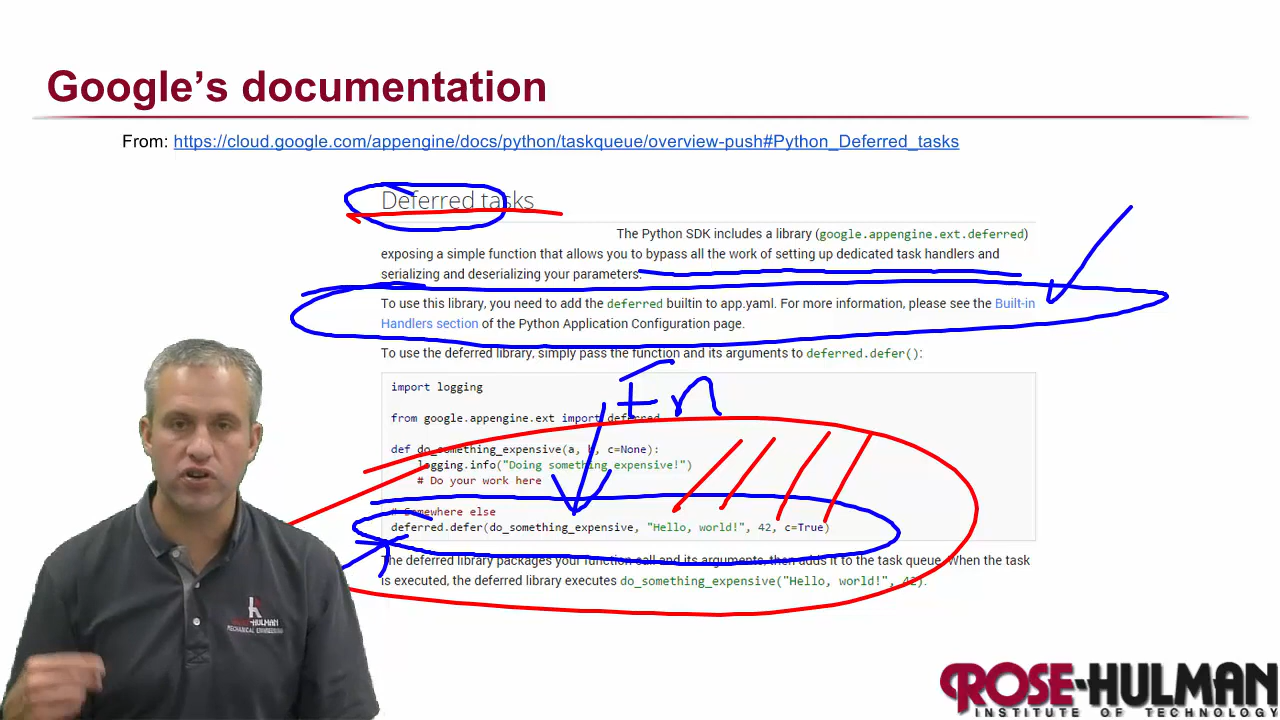 Google's documentation
From: https://cloud.google.com/appengine/docs/python/taskqueue/overview-push#Python_Deferred_tasks
Deferred tasks
The Python SDK includes a library (google.appengine.ext.deferred)
exposing a simple function that allows you to bypass all the work of setting up dedicated task handlers and
serializing and deserializing your parameters.
To use this library, you need to add the deferred builtin to app.yaml. For more information, please see the Built-in
Handlers section of the Python Application Configuration page.
To use the deferred library, simply pass the function and its arguments to deferred.defer():
import logging
from google.appengine.ext import deferred
def do_something_expensive(a, b, c=None):
logging.info("Doing something expensive!")
# Do your work here
# Somewhere else
deferred.defer(do_something_expensive, "Hello, world!", 42, c=True)
The deferred library packages your function call and its arguments, then adds it to the task queue. When the task
is executed, the deferred library executes do_something_expensive("Hello, world!", 42).
ROSE-HULMAN
MECHANICAL ENGINEERING
ROSE-HULMAN
INSTITUTE OF TECHNOLOGY